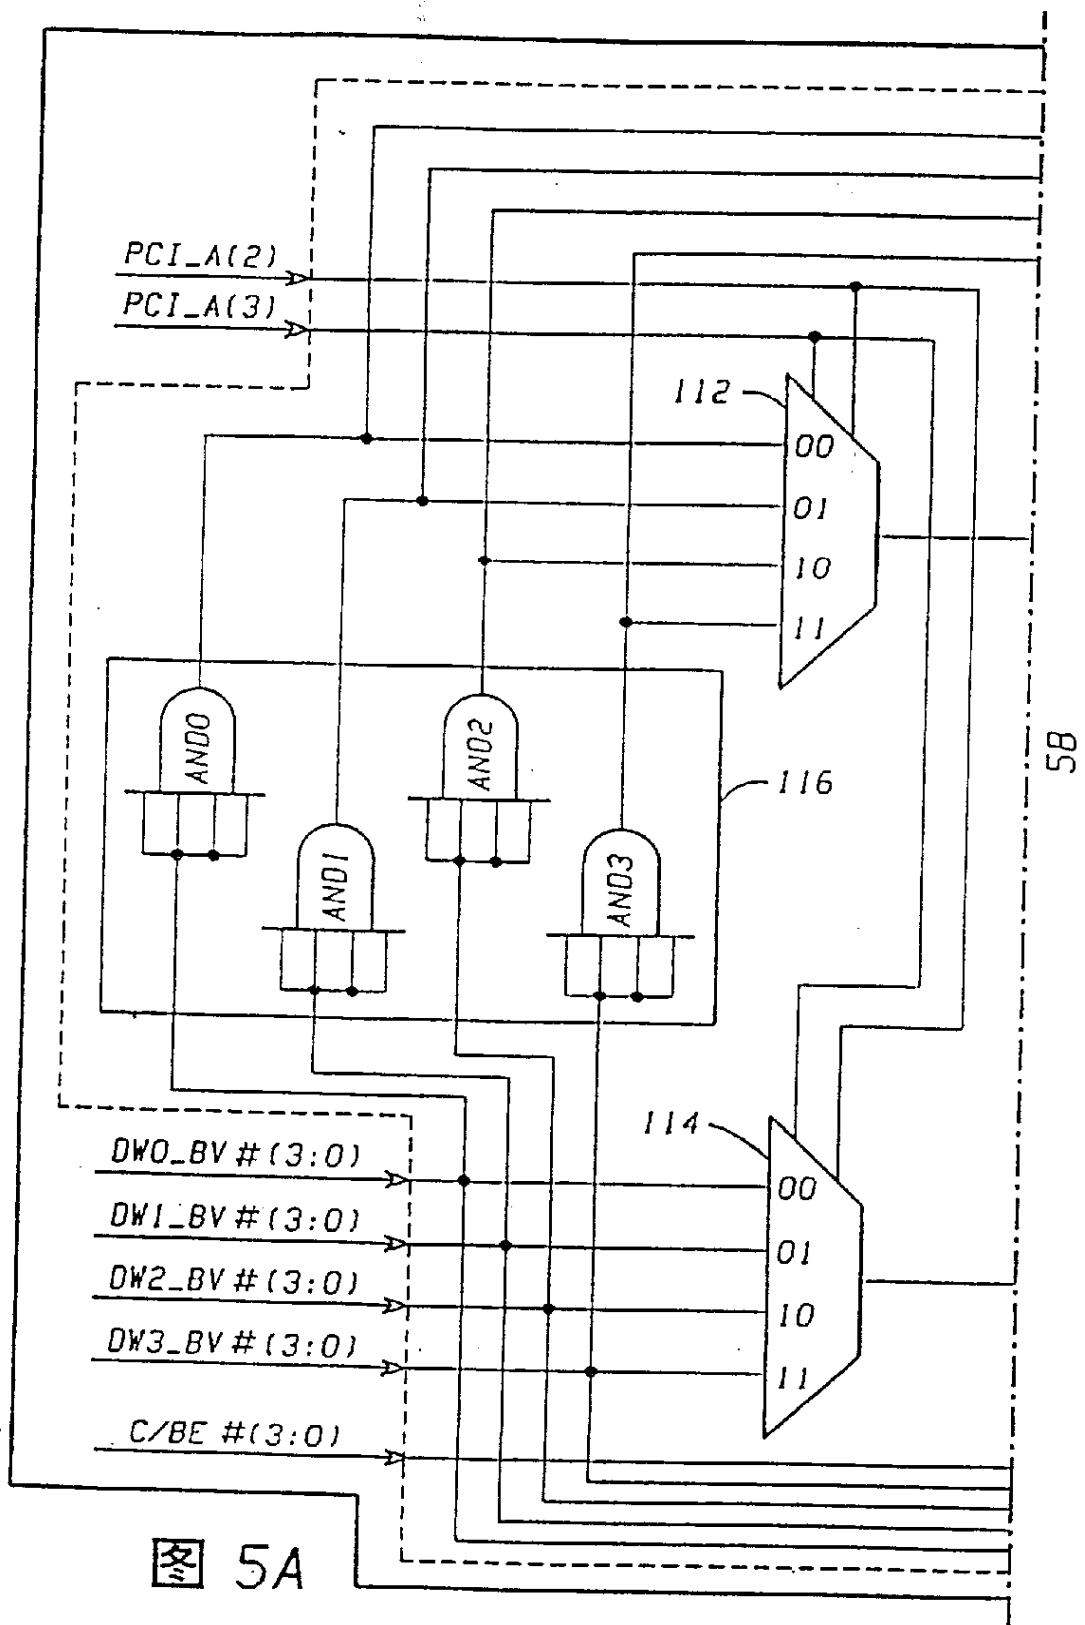 PCI_A(2)
PCI_A(3)
112
00
01
10
11
AND0
AND1
AND2
AND3
116
5B
114
DW0_BV#(3:0)
DW1_BV#(3:0)
DW2_BV#(3:0)
DW3_BV#(3:0)
C/BE#(3:0)
00
01
10
11
图 5A